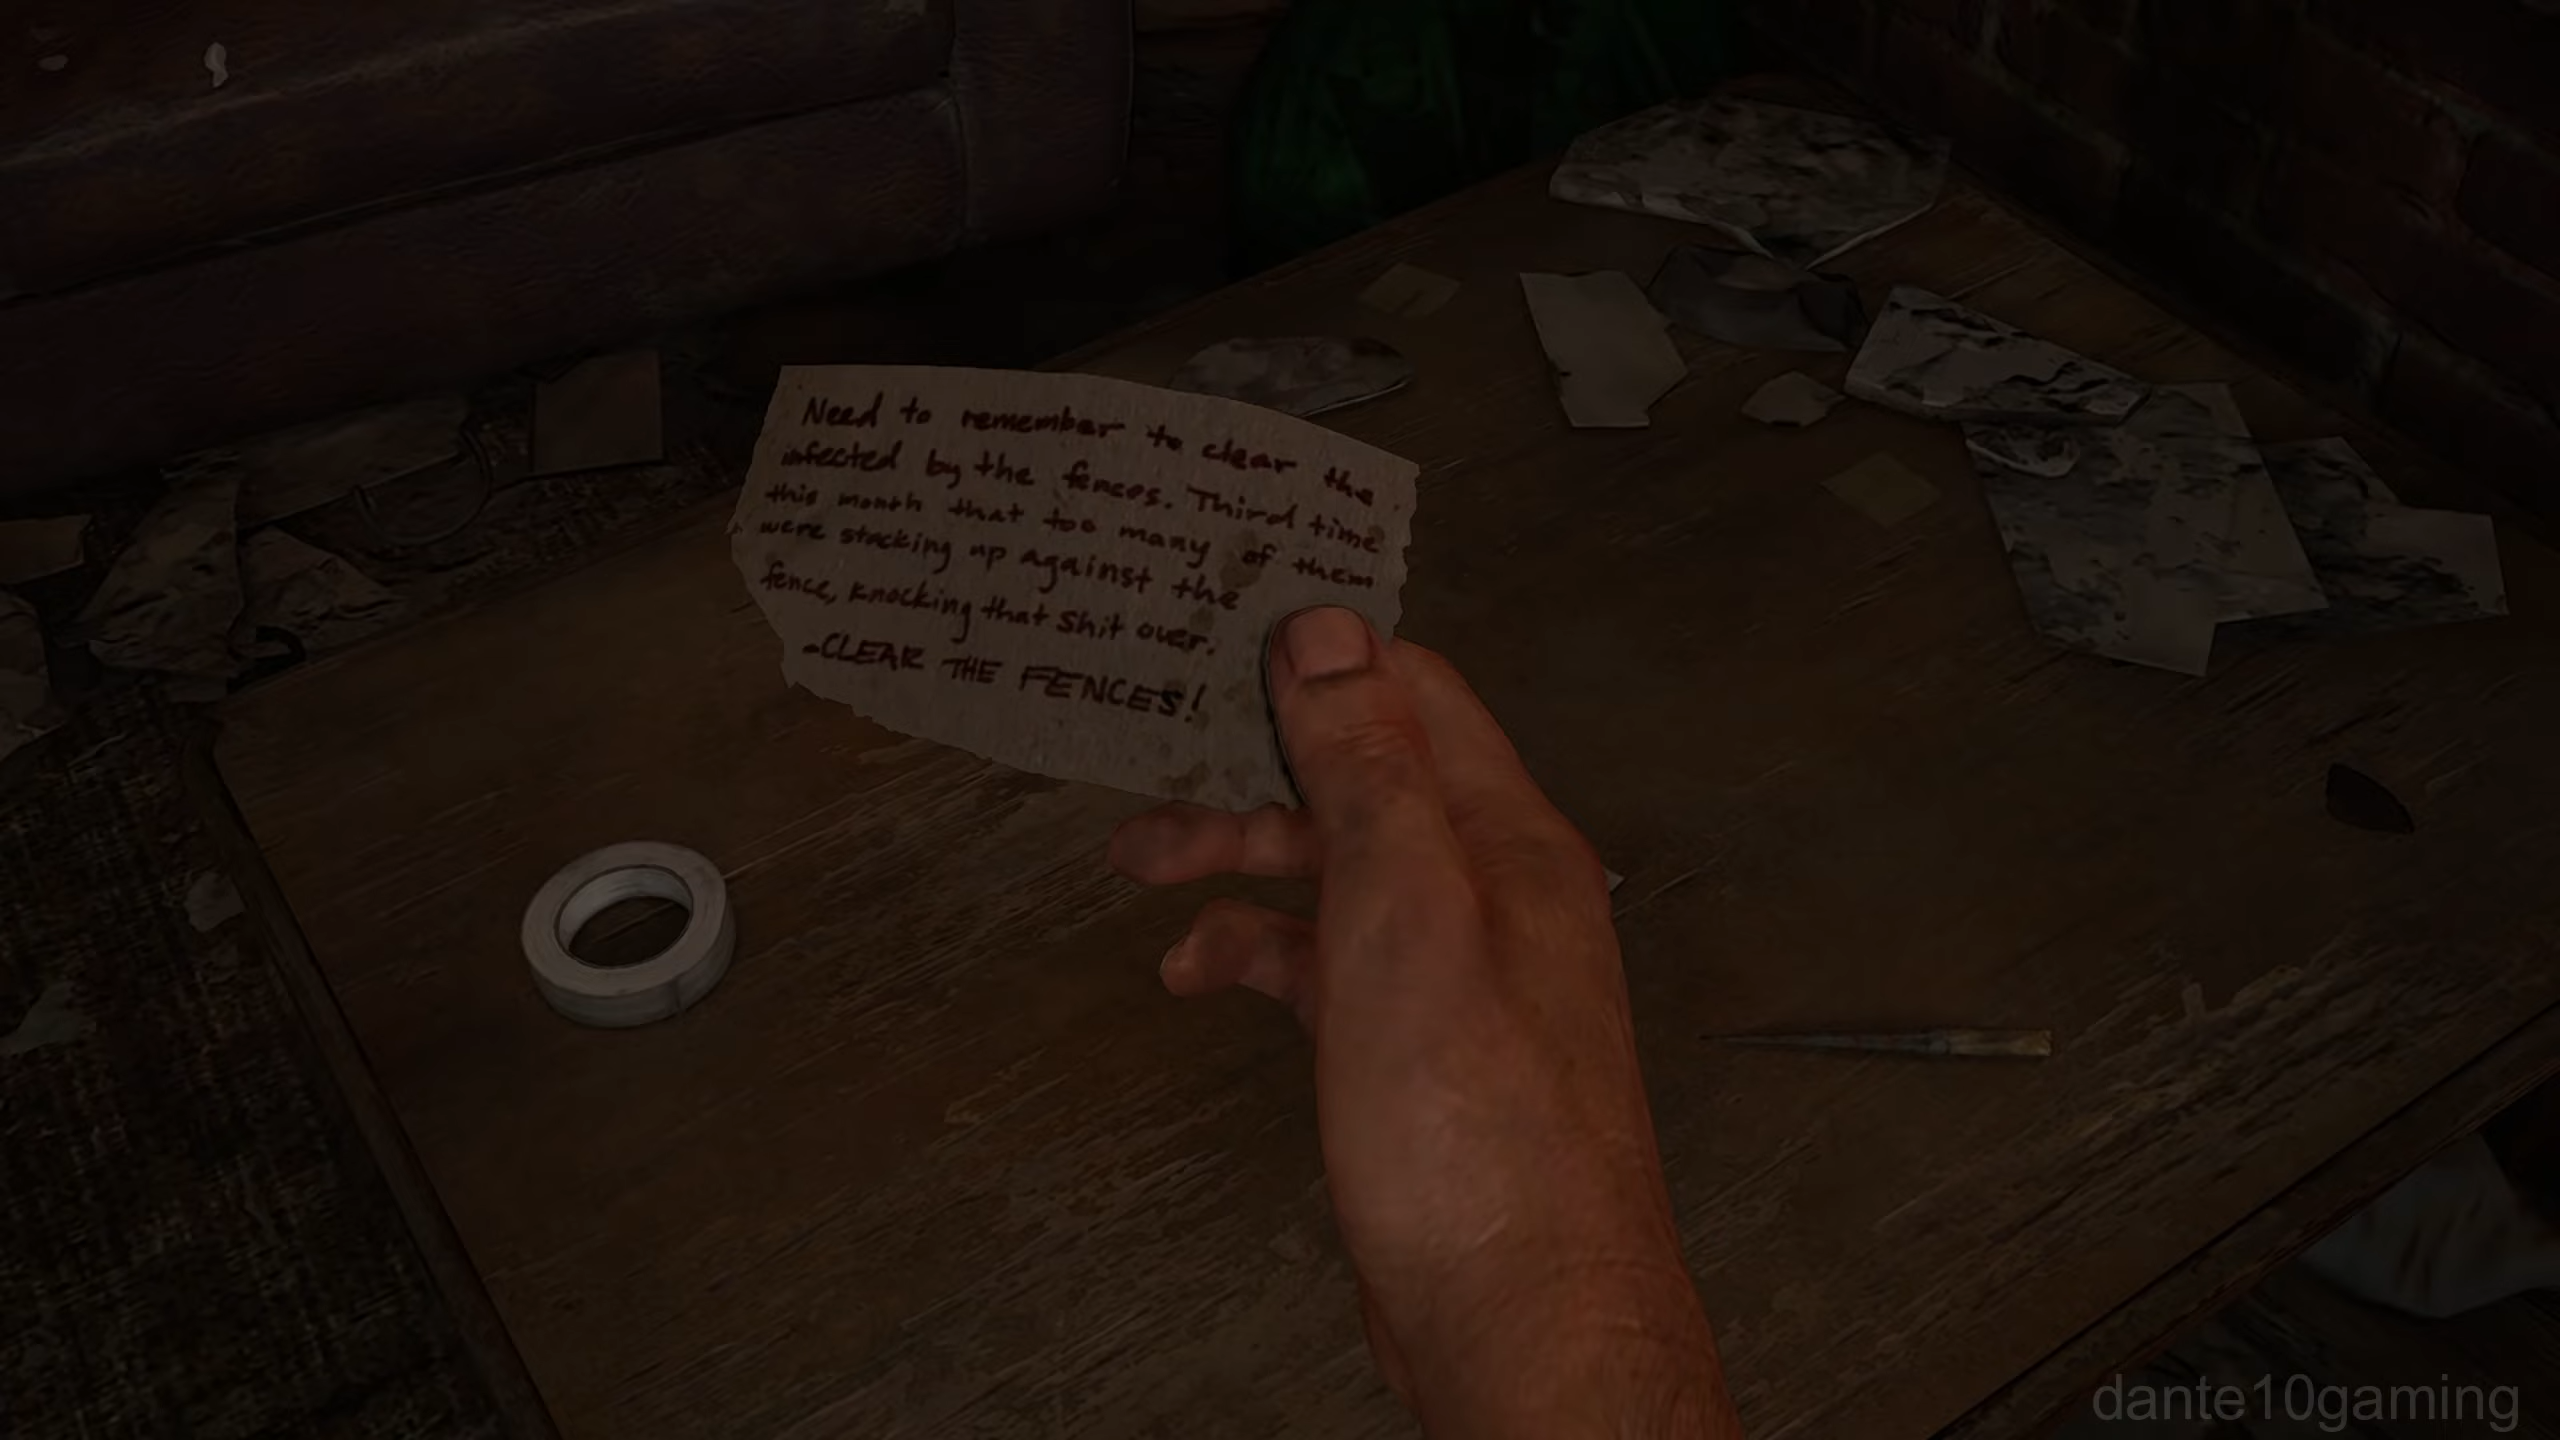 Need to remember to clear the
infected by the fences. Third time
this month that too many of them
were stacking up against the
fence, knocking that shit over.
-CLEAR THE FENCES!
dante10gaming